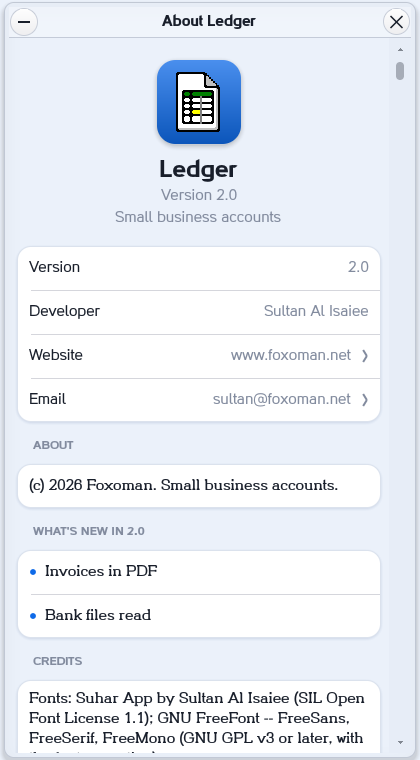 About Ledger
Ledger
Version 2.0
Small business accounts
Version 2.0
Developer Sultan Al Isaiee
Website www.foxoman.net
Email sultan@foxoman.net
ABOUT
(c) 2026 Foxoman. Small business accounts.
WHAT'S NEW IN 2.0
Invoices in PDF
Bank files read
CREDITS
Fonts: Suhar App by Sultan Al Isaiee (SIL Open
Font License 1.1); GNU FreeFont -- FreeSans,
FreeSerif, FreeMono (GNU GPL v3 or later, with